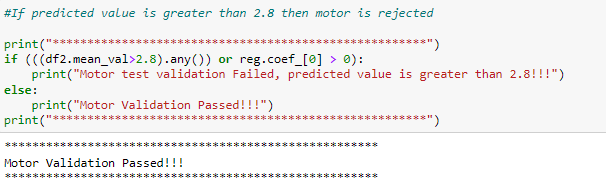 #If predicted value is greater than 2.8 then motor is rejected
print("******************************************************")
if (((df2.mean_val>2.8).any()) or reg.coef_[0] > 0):
print("Motor test validation Failed, predicted value is greater than 2.8!!!")
else:
print("Motor Validation Passed!!!")
print("******************************************************")
******************************************************
Motor Validation Passed!!!
******************************************************